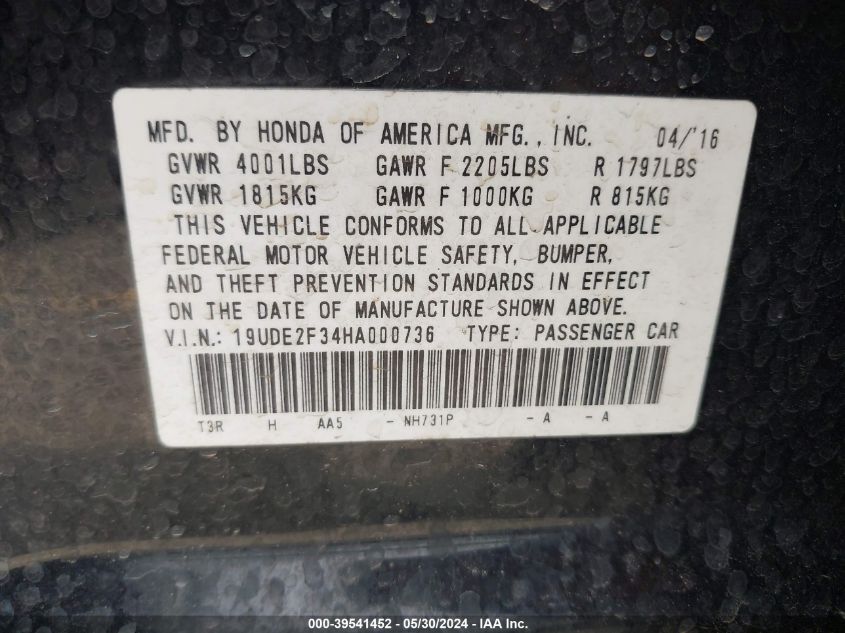 MFD. BY HONDA OF AMERICA MFG., INC. 04/'16
GVWR 4001LBS GAWR F 2205LBS R 1797LBS
GVWR 1815KG GAWR F 1000KG R 815KG
THIS VEHICLE CONFORMS TO ALL APPLICABLE
FEDERAL MOTOR VEHICLE SAFETY, BUMPER,
AND THEFT PREVENTION STANDARDS IN EFFECT
ON THE DATE OF MANUFACTURE SHOWN ABOVE.
V.I.N.: 19UDE2F34HA000736 TYPE: PASSENGER CAR
T3R H AA5 - NH731P - A - A
000-39541452 - 05/30/2024 - IAA Inc.